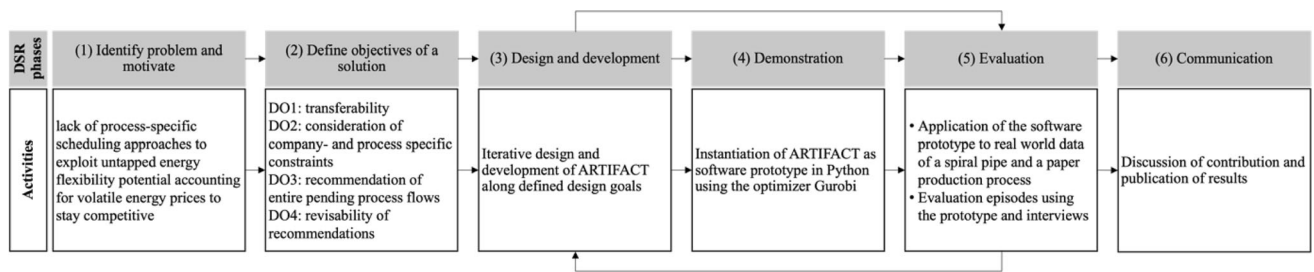 DSR
phases
(1) Identify problem and
motivate
(2) Define objectives of a
solution
(3) Design and development
(4) Demonstration
(5) Evaluation
(6) Communication
Activities
lack of process-specific
scheduling approaches to
exploit untapped energy
flexibility potential accounting
for volatile energy prices to
stay competitive
DO1: transferability
DO2: consideration of
company- and process specific
constraints
DO3: recommendation of
entire pending process flows
DO4: revisability of
recommendations
Iterative design and
development of ARTIFACT
along defined design goals
Instantiation of ARTIFACT as
software prototype in Python
using the optimizer Gurobi
• Application of the software
prototype to real world data
of a spiral pipe and a paper
production process
• Evaluation episodes using
the prototype and interviews
Discussion of contribution and
publication of results